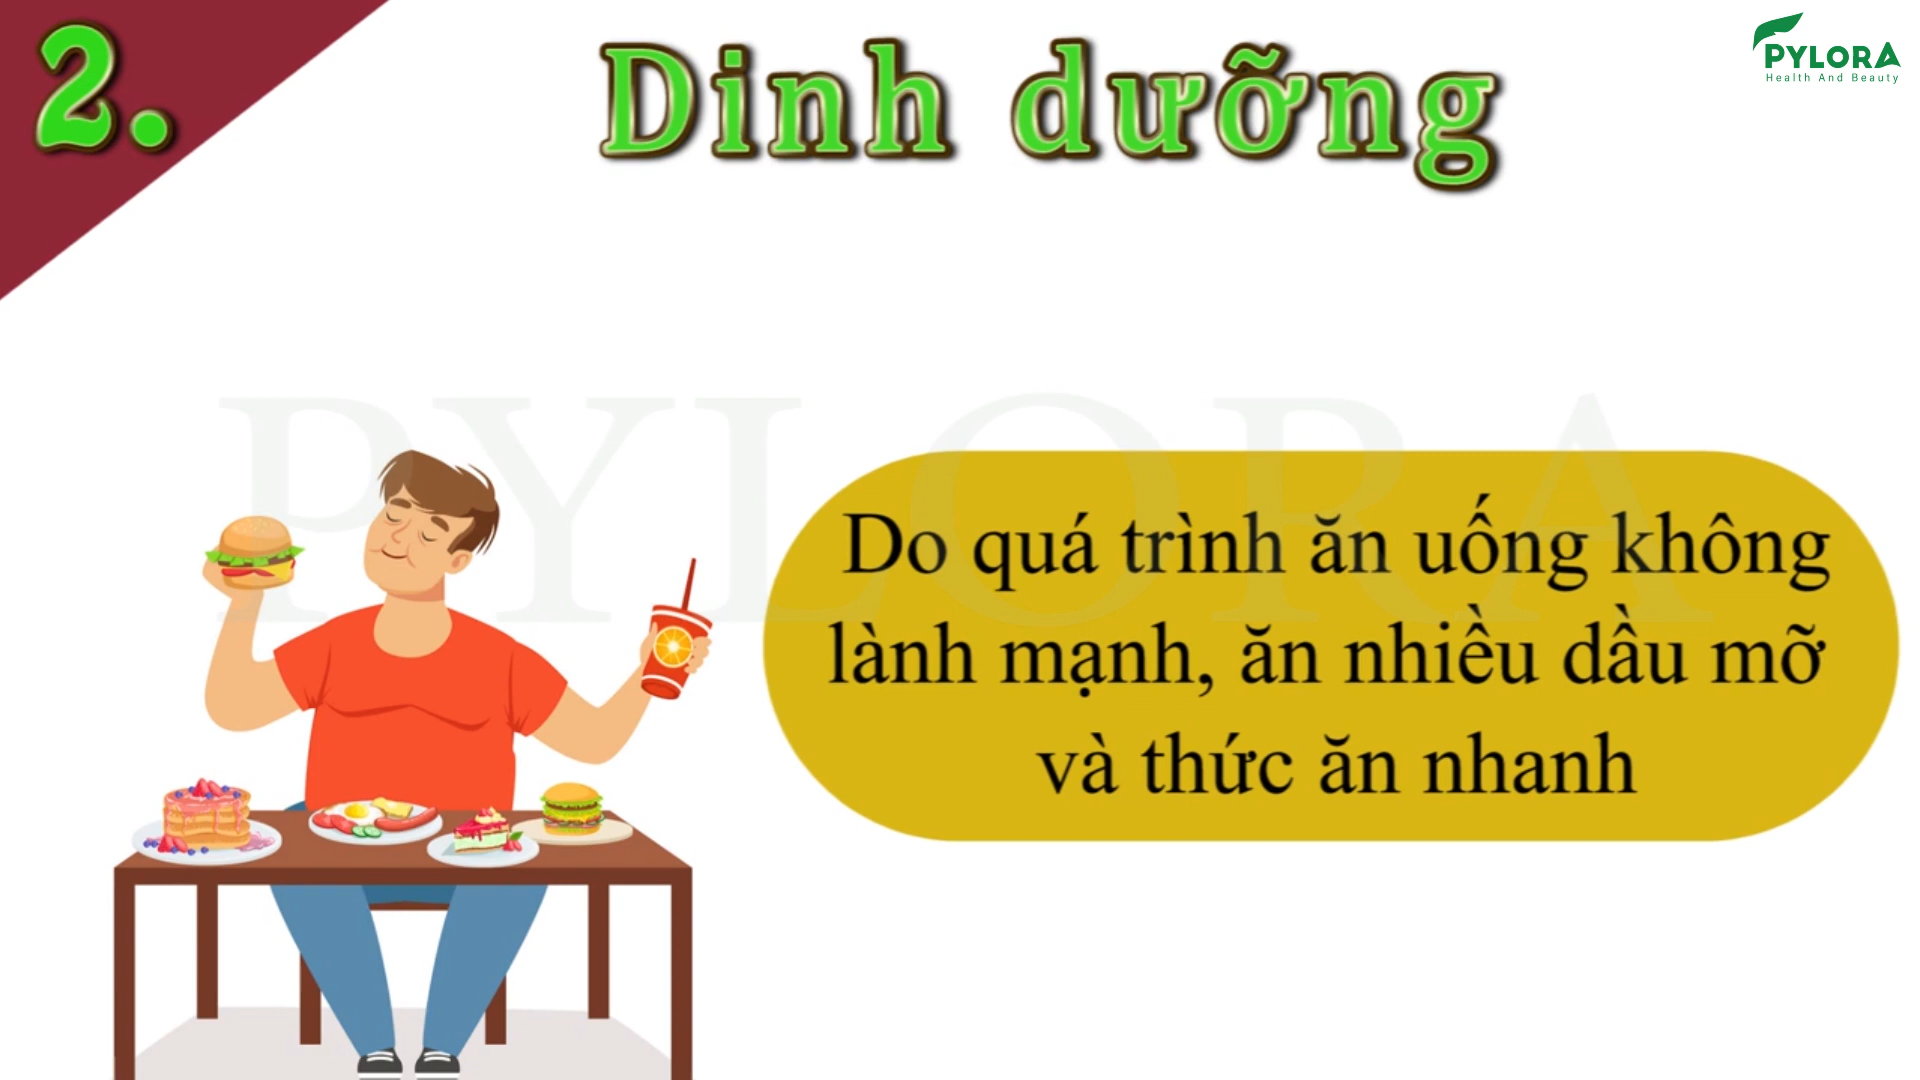 2.
Dinh dưỡng
PYLORA
Health And Beauty
PYLORA
Do quá trình ăn uống không
lành mạnh, ăn nhiều dầu mỡ
và thức ăn nhanh